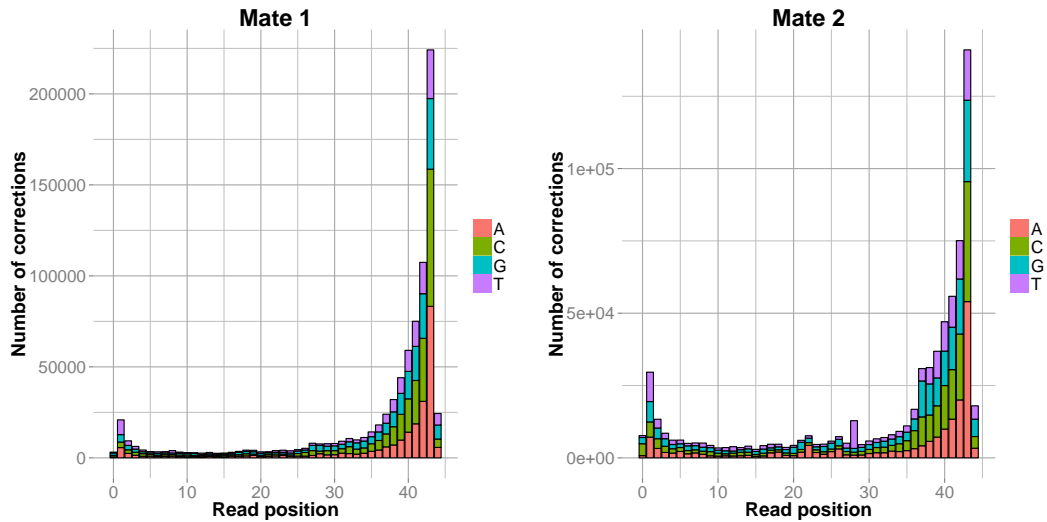 Mate 1
Number of corrections
200000
150000
100000
50000
0
0
10
20
30
40
Read position
A
C
G
T
Mate 2
Number of corrections
1e+05
5e+04
0e+00
0
10
20
30
40
Read position
A
C
G
T